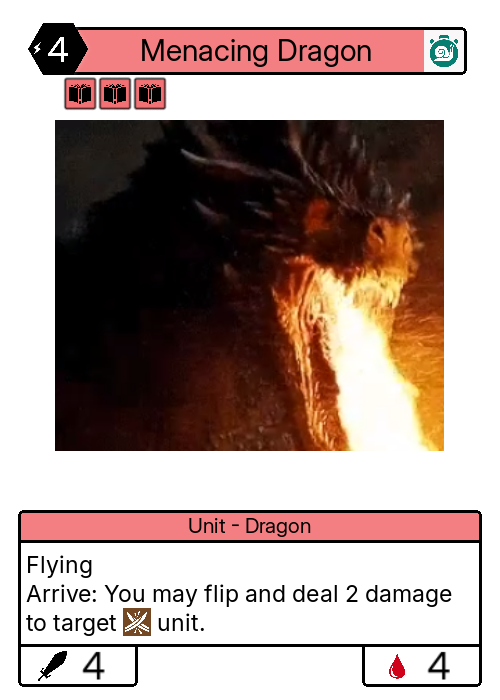 4
Menacing Dragon
Unit - Dragon
Flying
Arrive: You may flip and deal 2 damage
to target unit.
4
4